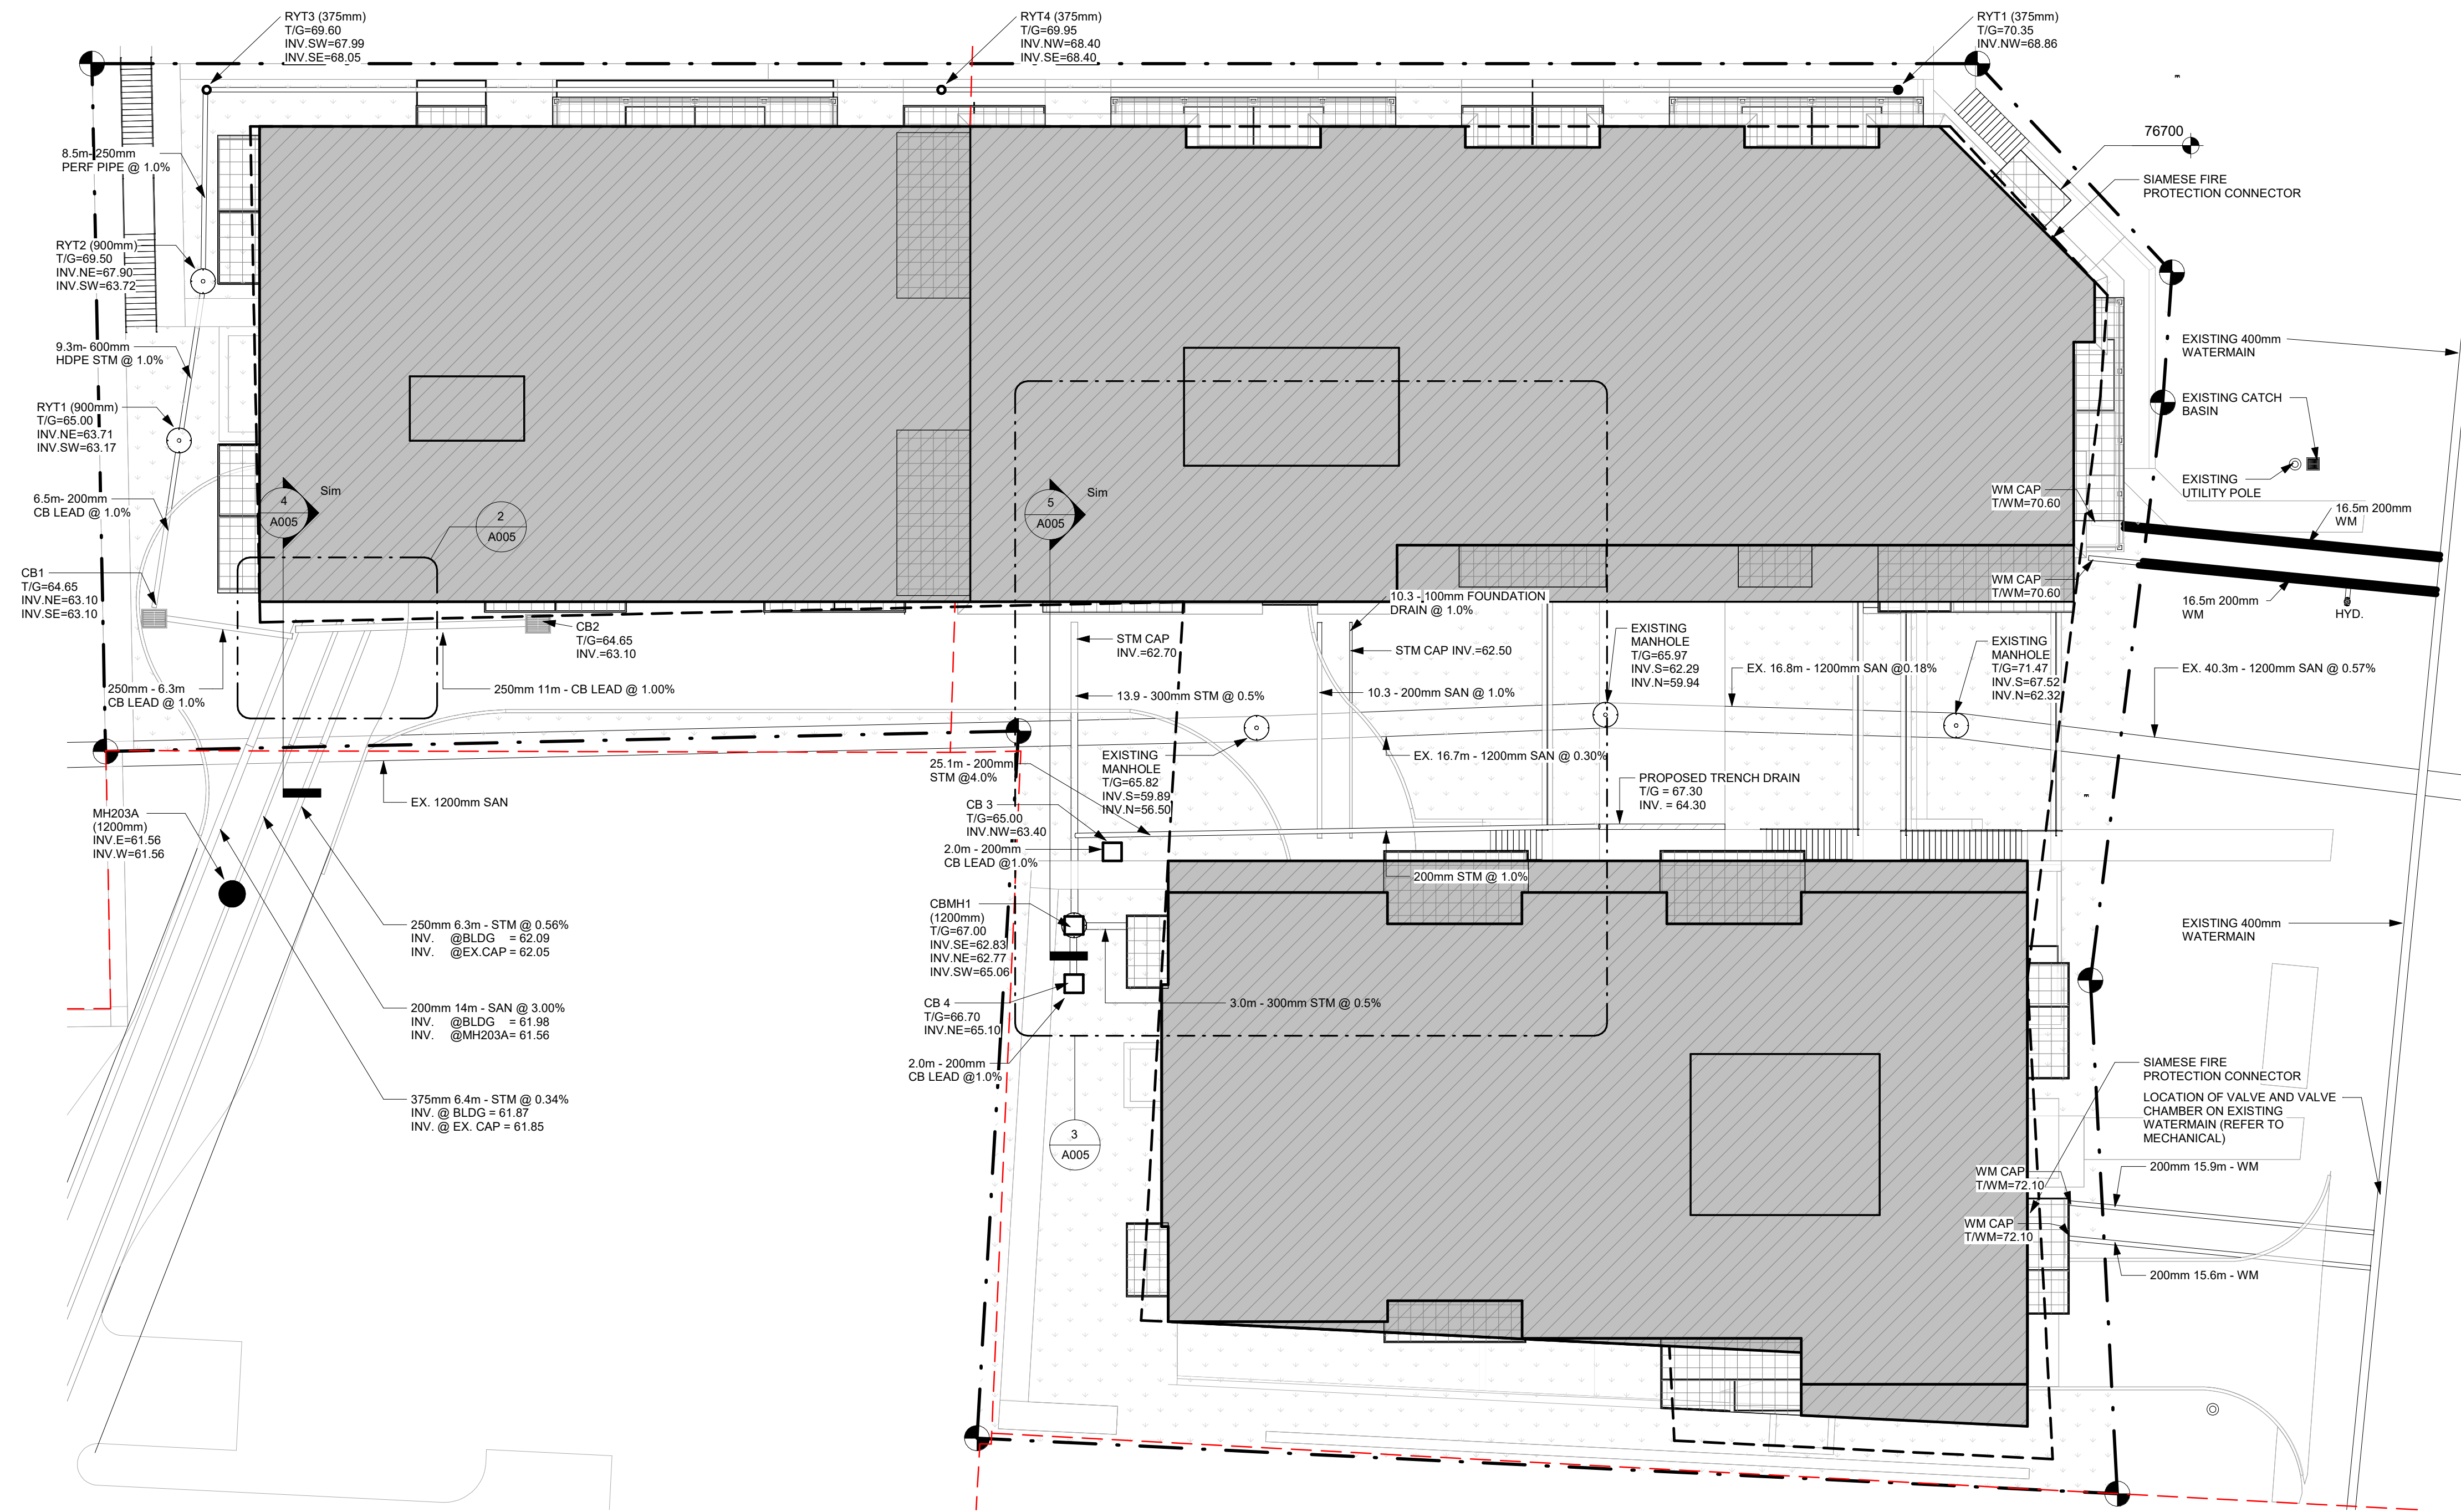 RYT3 (375mm)
T/G=69.60
INV.SW=67.99
INV.SE=68.05
RYT4 (375mm)
T/G=69.95
INV.NW=68.40
INV.SE=68.40
RYT1 (375mm)
T/G=70.35
INV.NW=68.86
76700
SIAMESE FIRE
PROTECTION CONNECTOR
8.5m- 250mm
PERF PIPE @ 1.0%
RYT2 (900mm)
T/G=69.50
INV.NE=67.90
INV.SW=63.72
9.3m- 600mm
HDPE STM @ 1.0%
RYT1 (900mm)
T/G=65.00
INV.NE=63.71
INV.SW=63.17
6.5m- 200mm
CB LEAD @ 1.0%
CB1
T/G=64.65
INV.NE=63.10
INV.SE=63.10
250mm - 6.3m
CB LEAD @ 1.0%
4
A005
Sim
2
A005
5
A005
Sim
EXISTING 400mm
WATERMAIN
EXISTING CATCH
BASIN
EXISTING
UTILITY POLE
WM CAP
T/WM=70.60
16.5m 200mm
WM
WM CAP
T/WM=70.60
16.5m 200mm
WM
HYD.
CB2
T/G=64.65
INV.=63.10
250mm 11m - CB LEAD @ 1.00%
10.3 - 100mm FOUNDATION
DRAIN @ 1.0%
STM CAP
INV.=62.70
STM CAP INV.=62.50
13.9 - 300mm STM @ 0.5%
10.3 - 200mm SAN @ 1.0%
EXISTING
MANHOLE
T/G=65.97
INV.S=62.29
INV.N=59.94
EX. 16.8m - 1200mm SAN @0.18%
EXISTING
MANHOLE
T/G=71.47
INV.S=67.52
INV.N=62.32
EX. 40.3m - 1200mm SAN @ 0.57%
EX. 16.7m - 1200mm SAN @ 0.30%
25.1m - 200mm
STM @4.0%
EXISTING
MANHOLE
T/G=65.82
INV.S=59.89
INV.N=56.50
PROPOSED TRENCH DRAIN
T/G = 67.30
INV. = 64.30
EX. 1200mm SAN
MH203A
(1200mm)
INV.E=61.56
INV.W=61.56
CB 3
T/G=65.00
INV.NW=63.40
2.0m - 200mm
CB LEAD @1.0%
200mm STM @ 1.0%
CBMH1
(1200mm)
T/G=67.00
INV.SE=62.83
INV.NE=62.77
INV.SW=65.06
CB 4
T/G=66.70
INV.NE=65.10
3.0m - 300mm STM @ 0.5%
2.0m - 200mm
CB LEAD @1.0%
250mm 6.3m - STM @ 0.56%
INV. @BLDG = 62.09
INV. @EX.CAP = 62.05
200mm 14m - SAN @ 3.00%
INV. @BLDG = 61.98
INV. @MH203A= 61.56
375mm 6.4m - STM @ 0.34%
INV. @ BLDG = 61.87
INV. @ EX. CAP = 61.85
3
A005
EXISTING 400mm
WATERMAIN
SIAMESE FIRE
PROTECTION CONNECTOR
LOCATION OF VALVE AND VALVE
CHAMBER ON EXISTING
WATERMAIN (REFER TO
MECHANICAL)
WM CAP
T/WM=72.10
200mm 15.9m - WM
WM CAP
T/WM=72.10
200mm 15.6m - WM